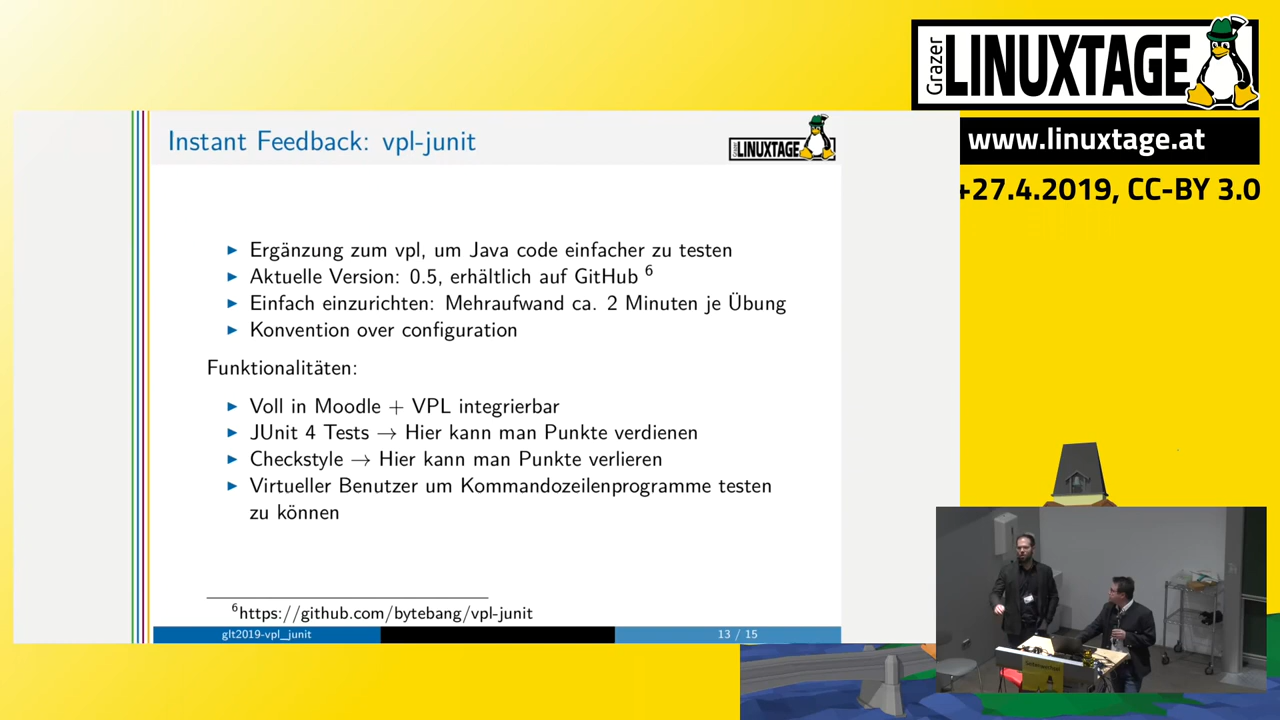 Grazer
LINUXTAGE
www.linuxtage.at
+27.4.2019, CC-BY 3.0
Instant Feedback: vpl-junit
LINUXTAGE
▶ Ergänzung zum vpl, um Java code einfacher zu testen
▶ Aktuelle Version: 0.5, erhältlich auf GitHub 6
▶ Einfach einzurichten: Mehraufwand ca. 2 Minuten je Übung
▶ Konvention over configuration
Funktionalitäten:
▶ Voll in Moodle + VPL integrierbar
▶ JUnit 4 Tests → Hier kann man Punkte verdienen
▶ Checkstyle → Hier kann man Punkte verlieren
▶ Virtueller Benutzer um Kommandozeilenprogramme testen
zu können
6https://github.com/bytebang/vpl-junit
glt2019-vpl_junit
13 / 15